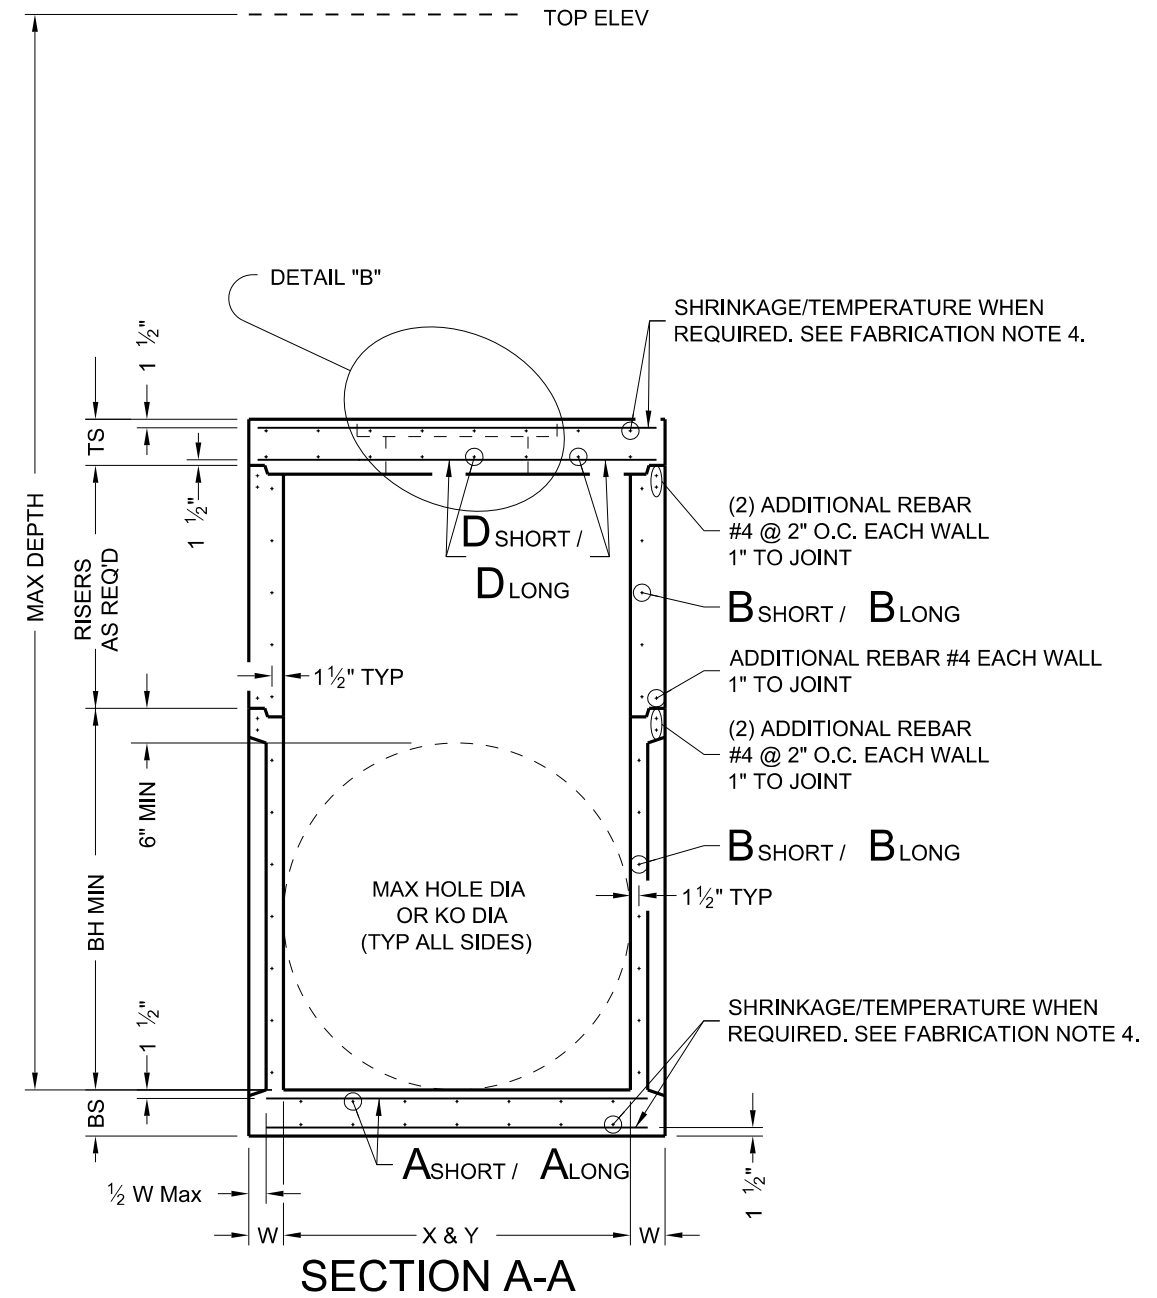 TOP ELEV
DETAIL "B"
SHRINKAGE/TEMPERATURE WHEN
REQUIRED. SEE FABRICATION NOTE 4.
1 ½"
TS
1 ½"
MAX DEPTH
RISERS
AS REQ'D
D SHORT /
D LONG
(2) ADDITIONAL REBAR
#4 @ 2" O.C. EACH WALL
1" TO JOINT
B SHORT / B LONG
1 ½" TYP
ADDITIONAL REBAR #4 EACH WALL
1" TO JOINT
(2) ADDITIONAL REBAR
#4 @ 2" O.C. EACH WALL
1" TO JOINT
6" MIN
BH MIN
B SHORT / B LONG
MAX HOLE DIA
OR KO DIA
(TYP ALL SIDES)
1 ½" TYP
1 ½"
SHRINKAGE/TEMPERATURE WHEN
REQUIRED. SEE FABRICATION NOTE 4.
BS
A SHORT / A LONG
½ W Max
1 ½"
W
X & Y
W
SECTION A-A